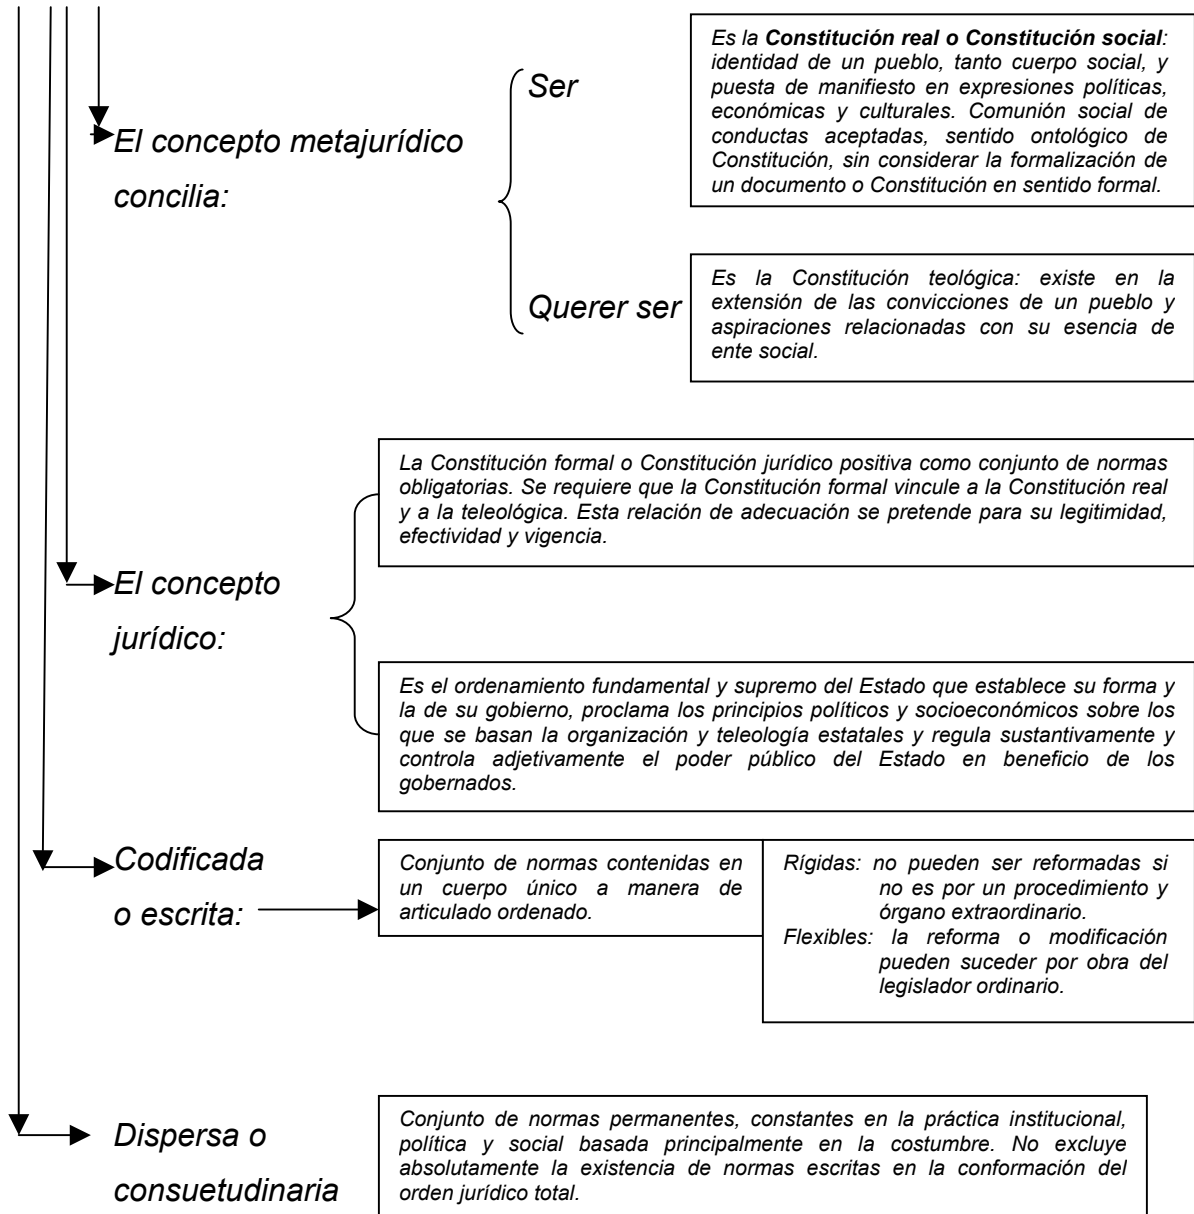 Es la Constitución real o Constitución social:
identidad de un pueblo, tanto cuerpo social, y
puesta de manifiesto en expresiones políticas,
económicas y culturales. Comunión social de
conductas aceptadas, sentido ontológico de
Constitución, sin considerar la formalización de
un documento o Constitución en sentido formal.
Ser
El concepto metajurídico
concilia:
Querer ser
Es la Constitución teológica: existe en la
extensión de las convicciones de un pueblo y
aspiraciones relacionadas con su esencia de
ente social.
La Constitución formal o Constitución jurídico positiva como conjunto de normas
obligatorias. Se requiere que la Constitución formal vincule a la Constitución real
y a la teleológica. Esta relación de adecuación se pretende para su legitimidad,
efectividad y vigencia.
El concepto
jurídico:
Es el ordenamiento fundamental y supremo del Estado que establece su forma y
la de su gobierno, proclama los principios políticos y socioeconómicos sobre los
que se basan la organización y teleología estatales y regula sustantivamente y
controla adjetivamente el poder público del Estado en beneficio de los
gobernados.
Codificada
o escrita:
Conjunto de normas contenidas en
un cuerpo único a manera de
articulado ordenado.
Rígidas: no pueden ser reformadas si
no es por un procedimiento y
órgano extraordinario.
Flexibles: la reforma o modificación
pueden suceder por obra del
legislador ordinario.
Dispersa o
consuetudinaria
Conjunto de normas permanentes, constantes en la práctica institucional,
política y social basada principalmente en la costumbre. No excluye
absolutamente la existencia de normas escritas en la conformación del
orden jurídico total.